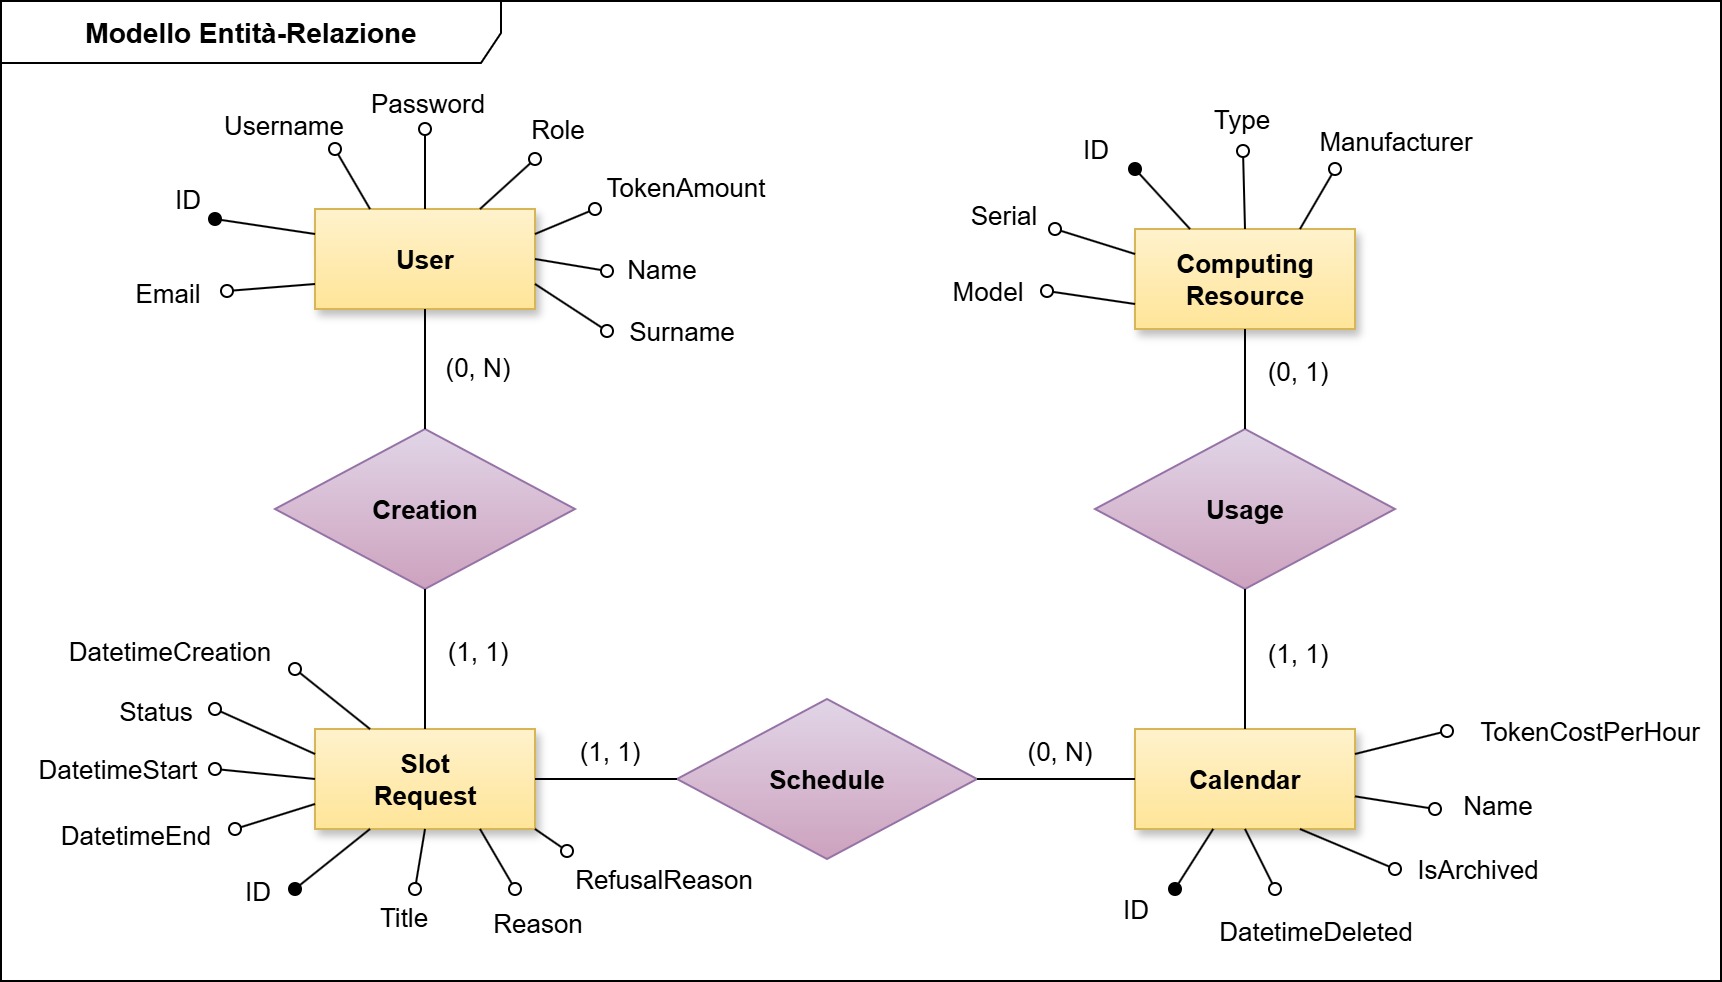 Modello Entità-Relazione
Password
Username
Role
ID
TokenAmount
User
Name
Email
Surname
(0, N)
Creation
(1, 1)
Type
Manufacturer
ID
Serial
Computing
Resource
Model
(0, 1)
Usage
(1, 1)
DatetimeCreation
Status
DatetimeStart
DatetimeEnd
Slot
Request
ID
Title
Reason
RefusalReason
(1, 1)
Schedule
(0, N)
Calendar
TokenCostPerHour
Name
IsArchived
ID
DatetimeDeleted